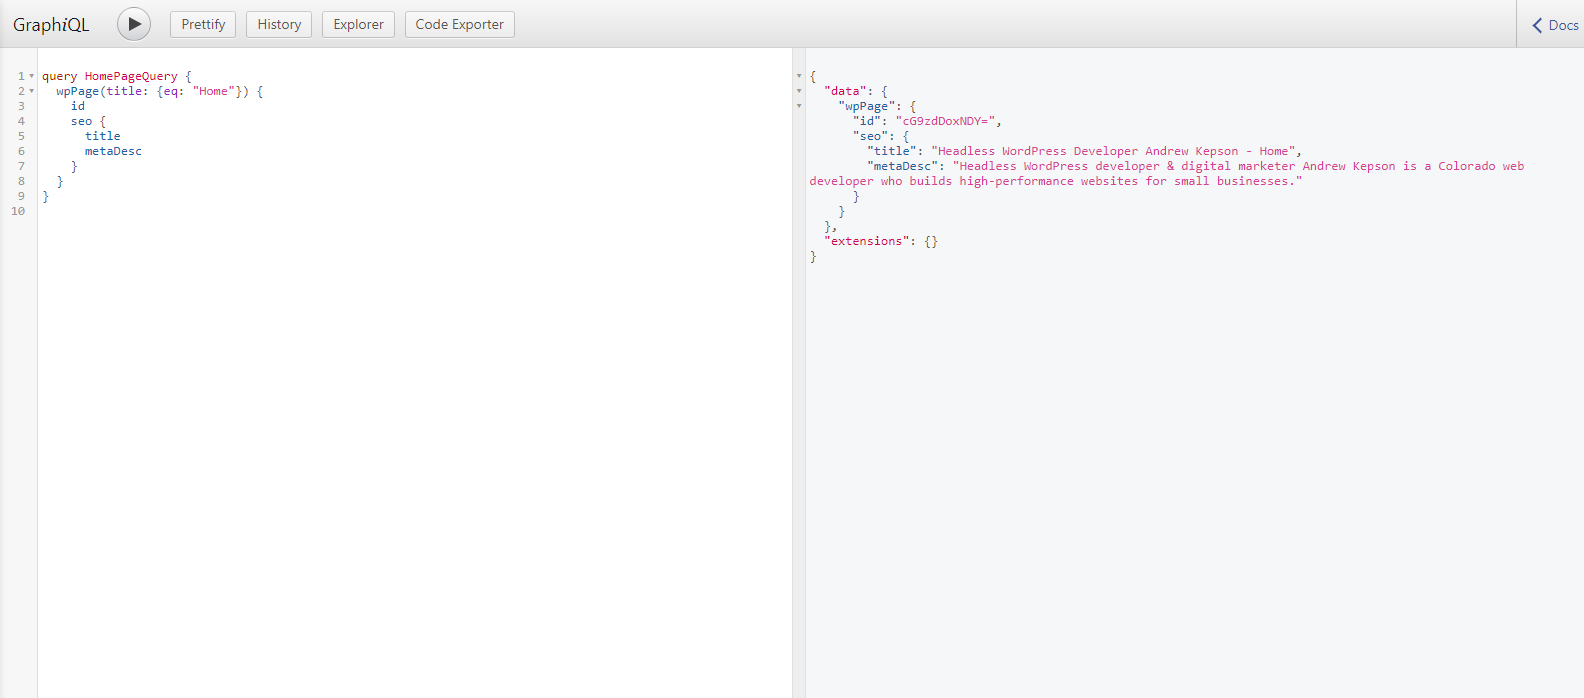 GraphiQL Prettify History Explorer Code Exporter Docs
1 query HomePageQuery {
2 wpPage(title: {eq: "Home"}) {
3 id
4 seo {
5 title
6 metaDesc
7 }
8 }
9 }
10
{
"data": {
"wpPage": {
"id": "cG9zdDoxNDY=",
"seo": {
"title": "Headless WordPress Developer Andrew Kepson - Home",
"metaDesc": "Headless WordPress developer & digital marketer Andrew Kepson is a Colorado web
developer who builds high-performance websites for small businesses."
}
}
},
"extensions": {}
}